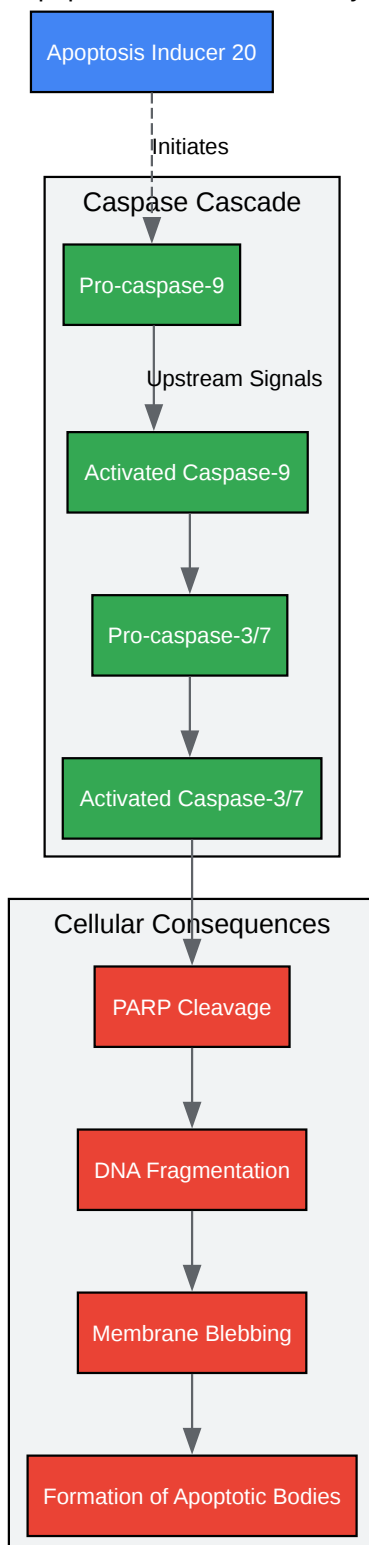 Apoptosis Inducer 20
Initiates
Caspase Cascade
Pro-caspase-9
Upstream Signals
Activated Caspase-9
Pro-caspase-3/7
Activated Caspase-3/7
Cellular Consequences
PARP Cleavage
DNA Fragmentation
Membrane Blebbing
Formation of Apoptotic Bodies